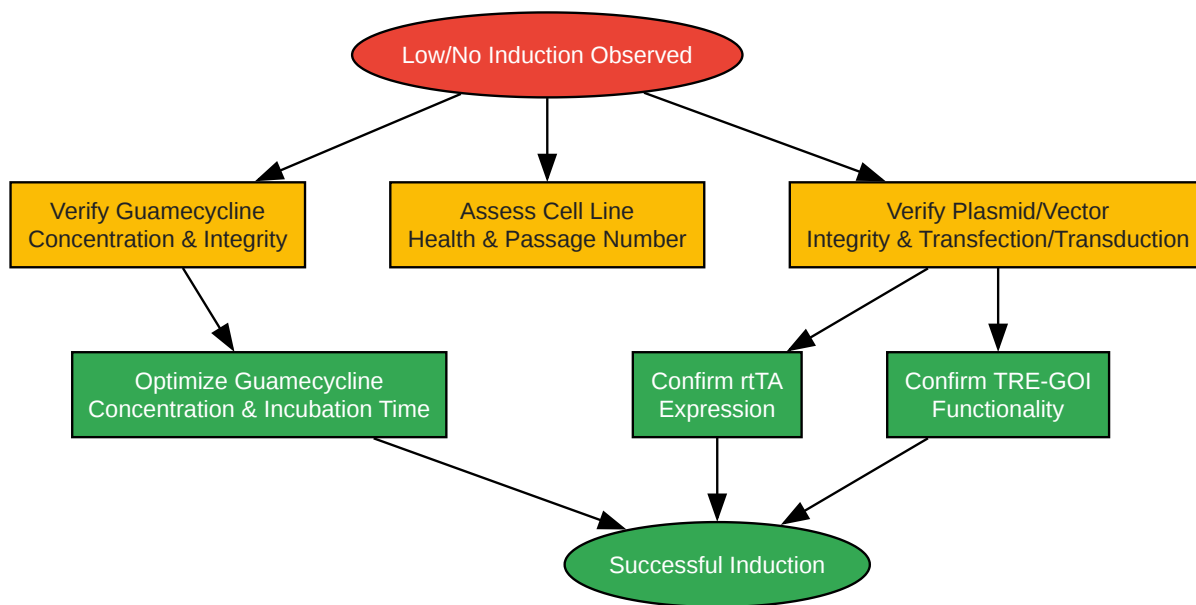 Low/No Induction Observed
Verify Guamecycline
Concentration & Integrity
Assess Cell Line
Health & Passage Number
Verify Plasmid/Vector
Integrity & Transfection/Transduction
Optimize Guamecycline
Concentration & Incubation Time
Confirm rtTA
Expression
Confirm TRE-GOI
Functionality
Successful Induction